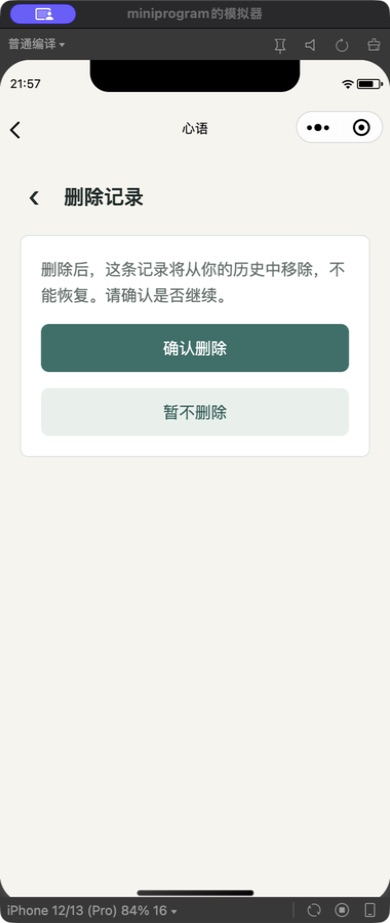 miniprogram的模拟器
普通编译
21:57
心语
删除记录
删除后，这条记录将从你的历史中移除，不
能恢复。请确认是否继续。
确认删除
暂不删除
iPhone 12/13 (Pro) 84% 16